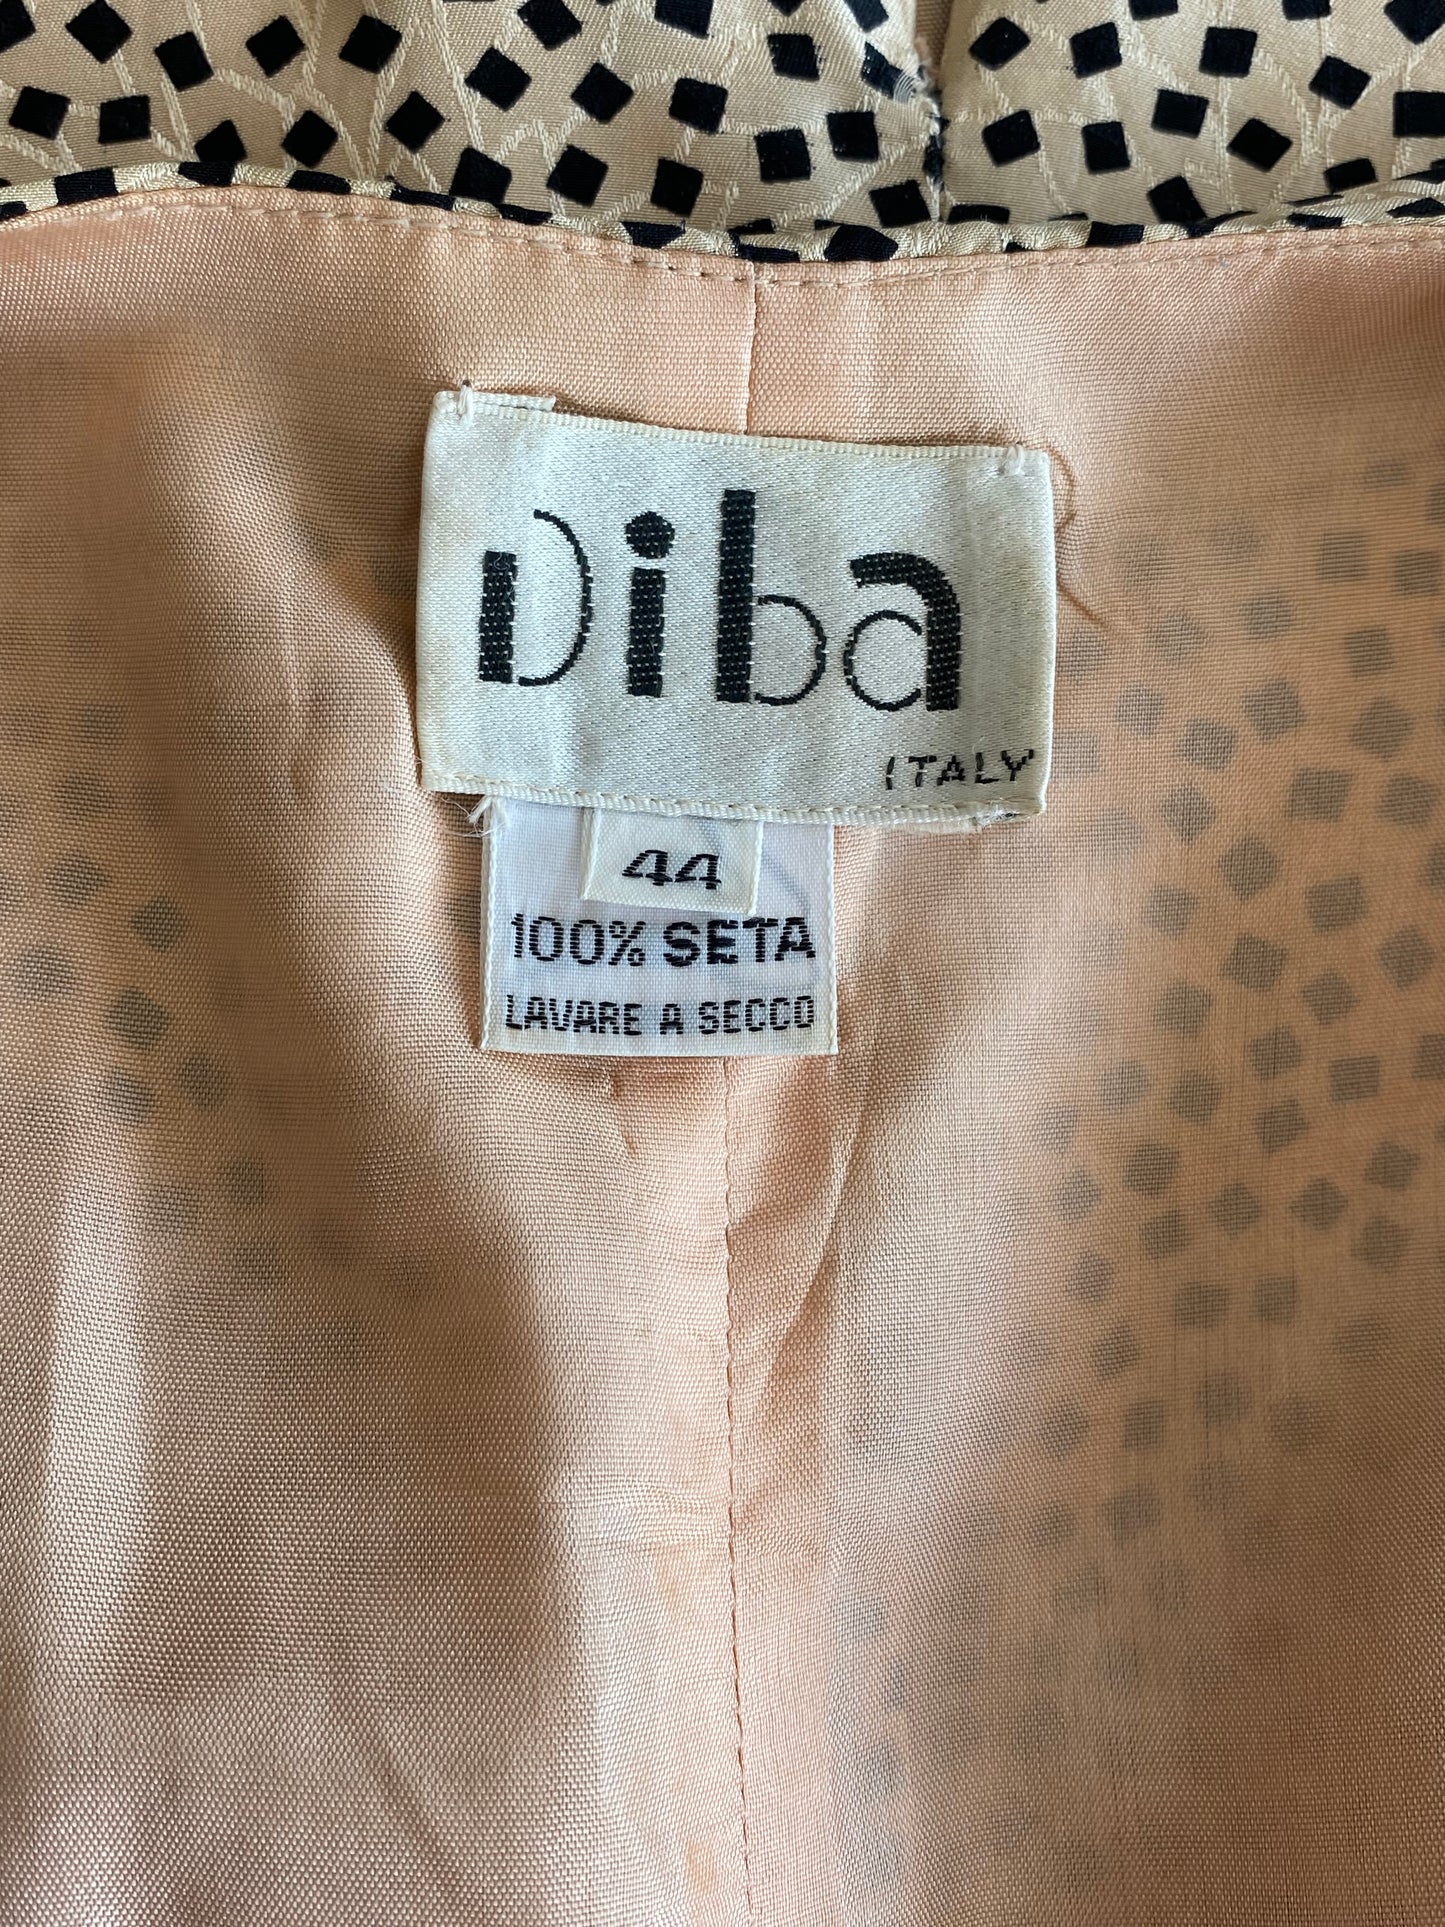 Diba
ITALY
44
100% SETA
LAVARE A SECCO